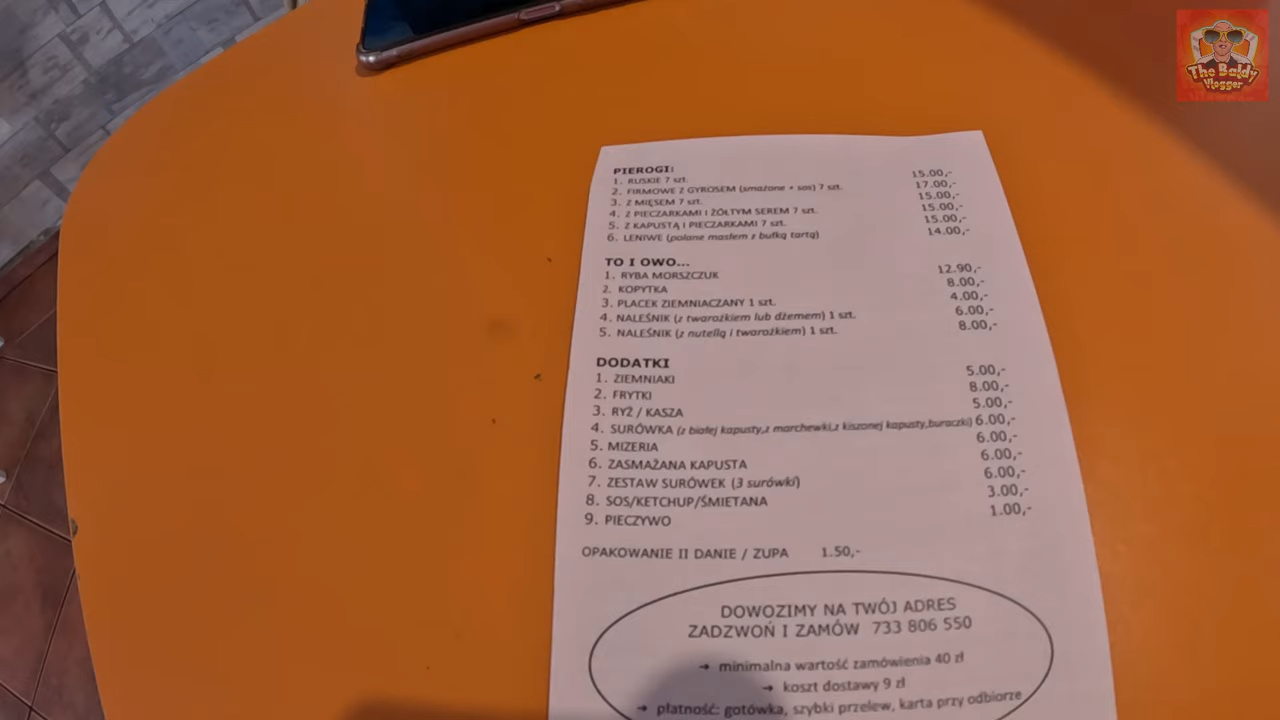 The Baldy
Vlogger
PIEROGI:
1. RUSKIE 7 szt. 15.00,-
2. FIRMOWE Z GYROSEM (smażone + sos) 7 szt. 17.00,-
3. Z MIĘSEM 7 szt. 15.00,-
4. Z PIECZARKAMI I ŻÓŁTYM SEREM 7 szt. 15.00,-
5. Z KAPUSTĄ I PIECZARKAMI 7 szt. 15.00,-
6. LENIWE (polane masłem z bułką tartą) 14.00,-
TO I OWO...
1. RYBA MORSZCZUK 12.90,-
2. KOPYTKA 8.00,-
3. PLACEK ZIEMNIACZANY 1 szt. 4.00,-
4. NALEŚNIK (z twarożkiem lub dżemem) 1 szt. 6.00,-
5. NALEŚNIK (z nutellą i twarożkiem) 1 szt. 8.00,-
DODATKI
1. ZIEMNIAKI 5.00,-
2. FRYTKI 8.00,-
3. RYŻ / KASZA 5.00,-
4. SURÓWKA (z białej kapusty,z marchewki,z kiszonej kapusty,buraczki) 6.00,-
5. MIZERIA 6.00,-
6. ZASMAŻANA KAPUSTA 6.00,-
7. ZESTAW SURÓWEK (3 surówki) 6.00,-
8. SOS/KETCHUP/ŚMIETANA 3.00,-
9. PIECZYWO 1.00,-
OPAKOWANIE II DANIE / ZUPA 1.50,-
DOWOZIMY NA TWÓJ ADRES
ZADZWOŃ I ZAMÓW 733 806 550
→ minimalna wartość zamówienia 40 zł
→ koszt dostawy 9 zł
→ płatność: gotówka, szybki przelew, karta przy odbiorze